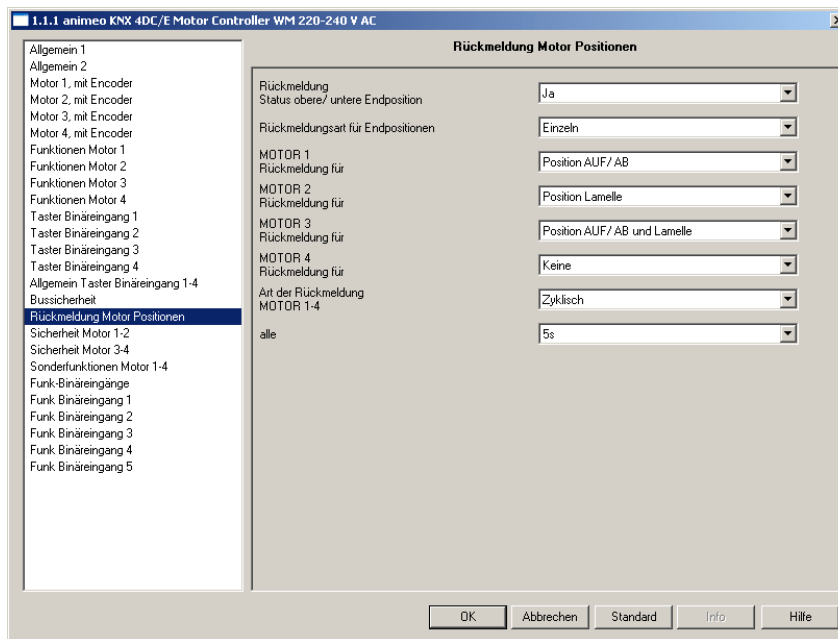 1.1.1 animeo KNX 4DC/E Motor Controller WM 220-240 V AC
Allgemein 1
Allgemein 2
Motor 1, mit Encoder
Motor 2, mit Encoder
Motor 3, mit Encoder
Motor 4, mit Encoder
Funktionen Motor 1
Funktionen Motor 2
Funktionen Motor 3
Funktionen Motor 4
Taster Binäreingang 1
Taster Binäreingang 2
Taster Binäreingang 3
Taster Binäreingang 4
Allgemein Taster Binäreingang 1-4
Bussicherheit
Rückmeldung Motor Positionen
Sicherheit Motor 1-2
Sicherheit Motor 3-4
Sonderfunktionen Motor 1-4
Funk-Binäreingänge
Funk Binäreingang 1
Funk Binäreingang 2
Funk Binäreingang 3
Funk Binäreingang 4
Funk Binäreingang 5
Rückmeldung Motor Positionen
Rückmeldung
Status obere/ untere Endposition
Ja
Rückmeldungsart für Endpositionen
Einzeln
MOTOR 1
Rückmeldung für
Position AUF/ AB
MOTOR 2
Rückmeldung für
Position Lamelle
MOTOR 3
Rückmeldung für
Position AUF/ AB und Lamelle
MOTOR 4
Rückmeldung für
Keine
Art der Rückmeldung
MOTOR 1-4
Zyklisch
alle
5s
OK
Abbrechen
Standard
Info
Hilfe